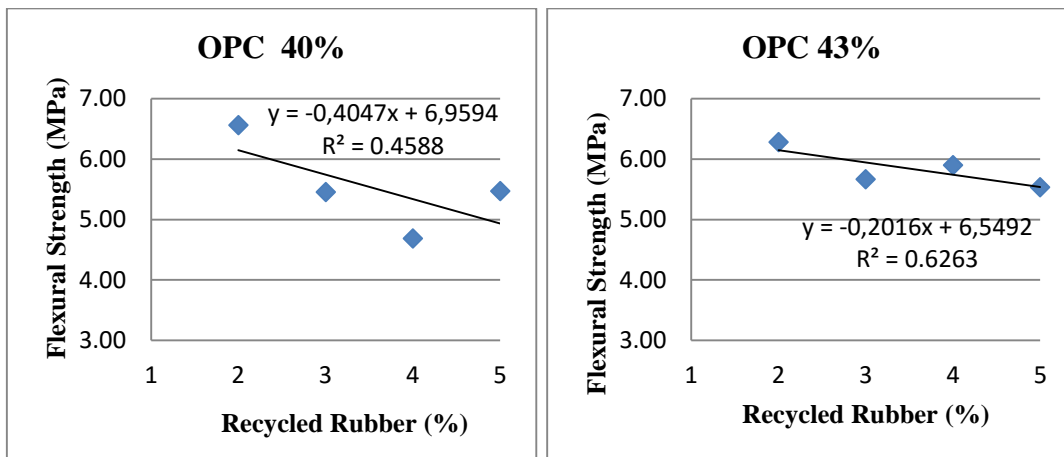 OPC 40%
Flexural Strength (MPa)
7.00
6.00
5.00
4.00
3.00
y = -0,4047x + 6,9594
R² = 0.4588
1 2 3 4 5
Recycled Rubber (%)
OPC 43%
Flexural Strength (MPa)
7.00
6.00
5.00
4.00
3.00
y = -0,2016x + 6,5492
R² = 0.6263
1 2 3 4 5
Recycled Rubber (%)